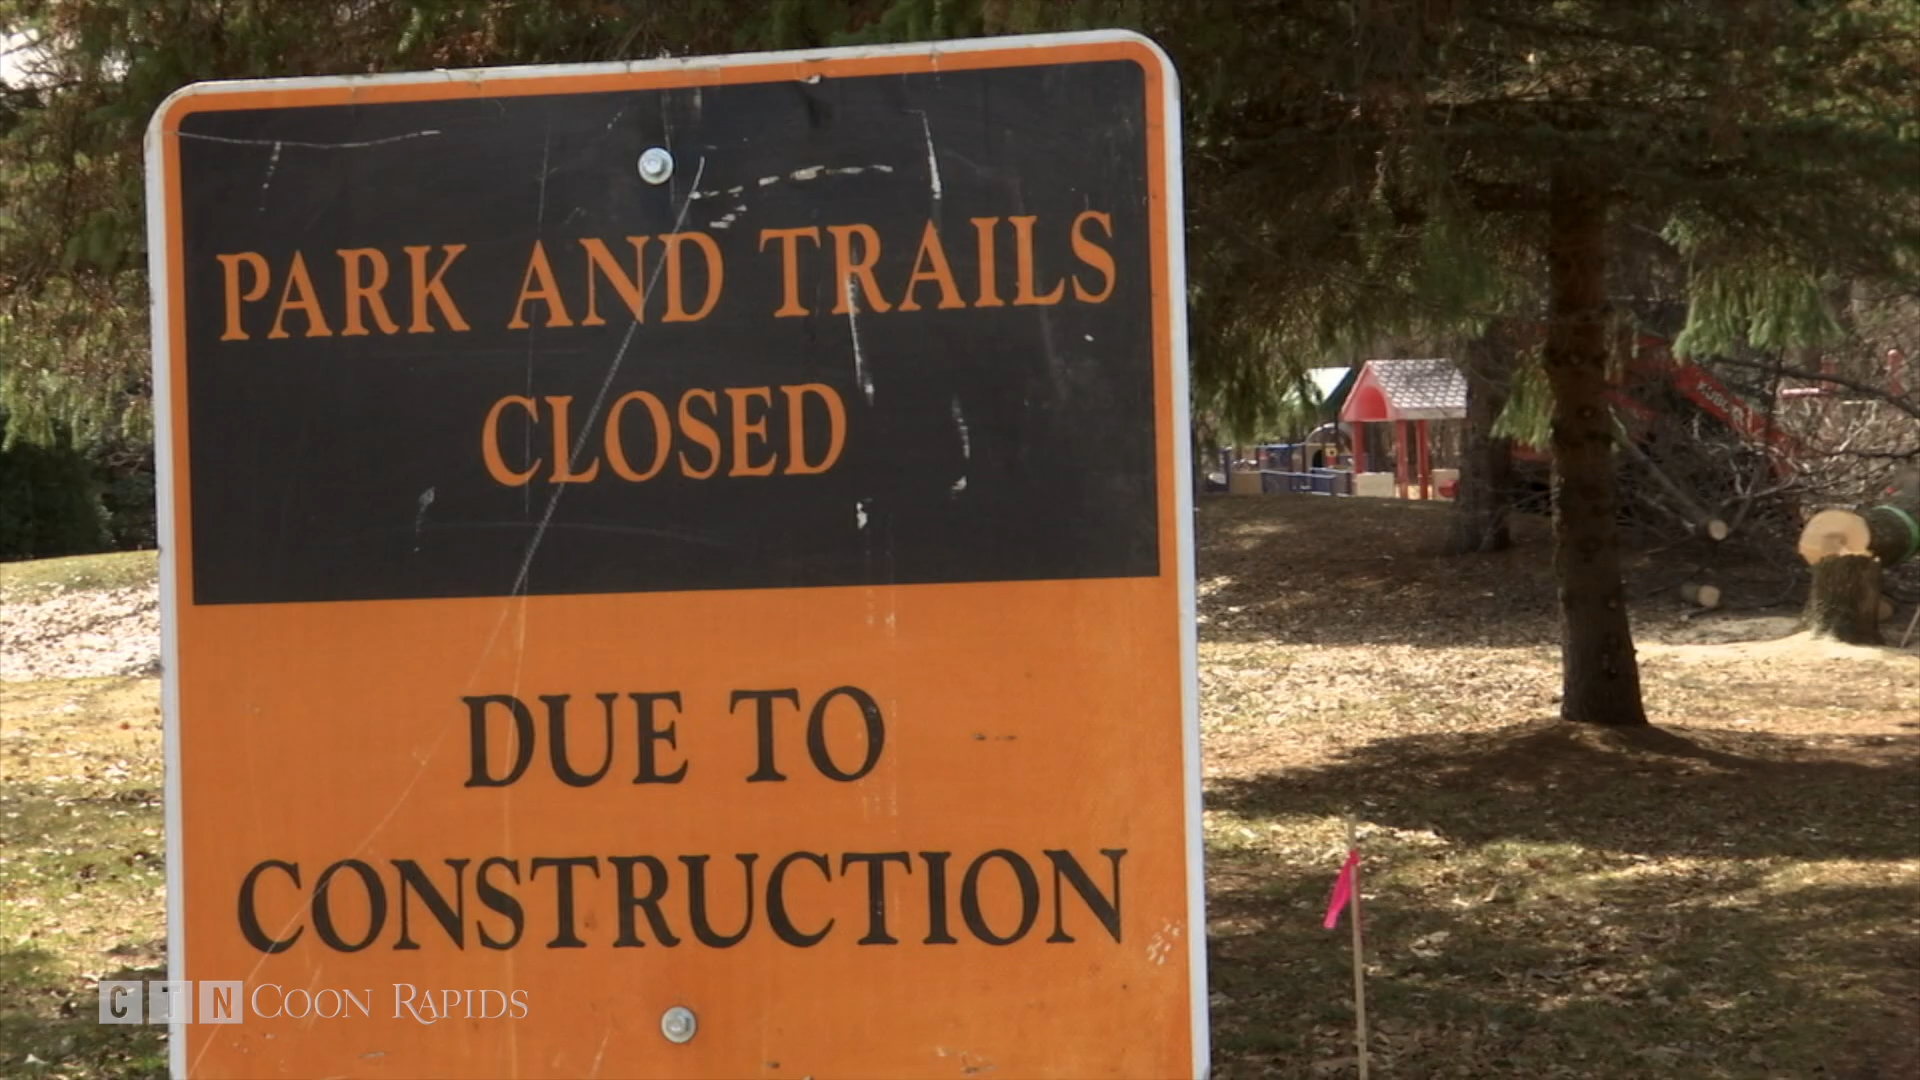 PARK AND TRAILS
CLOSED
DUE TO
CONSTRUCTION
CTN COON RAPIDS